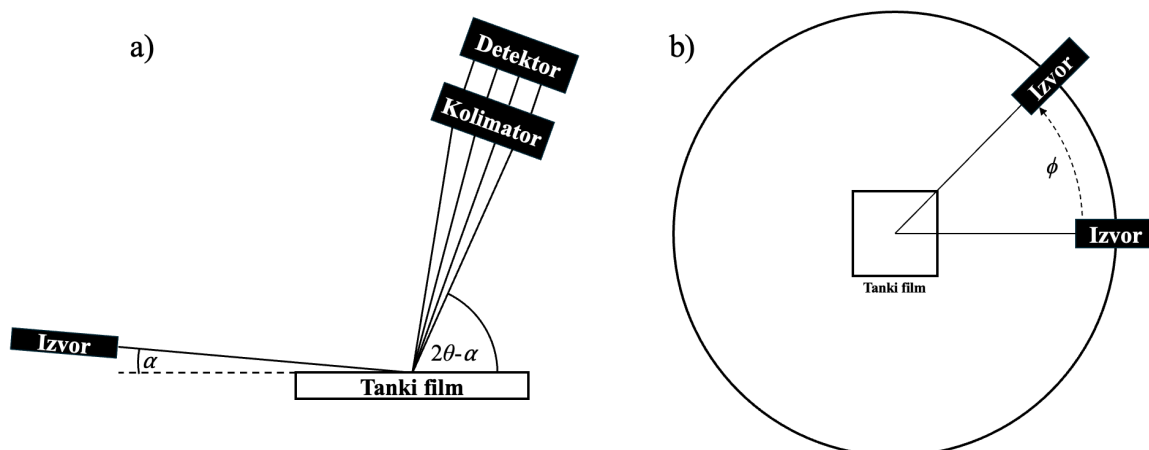 a)
Detektor
Kolimator
Izvor
α
2θ-α
Tanki film
b)
Izvor
ϕ
Izvor
Tanki film